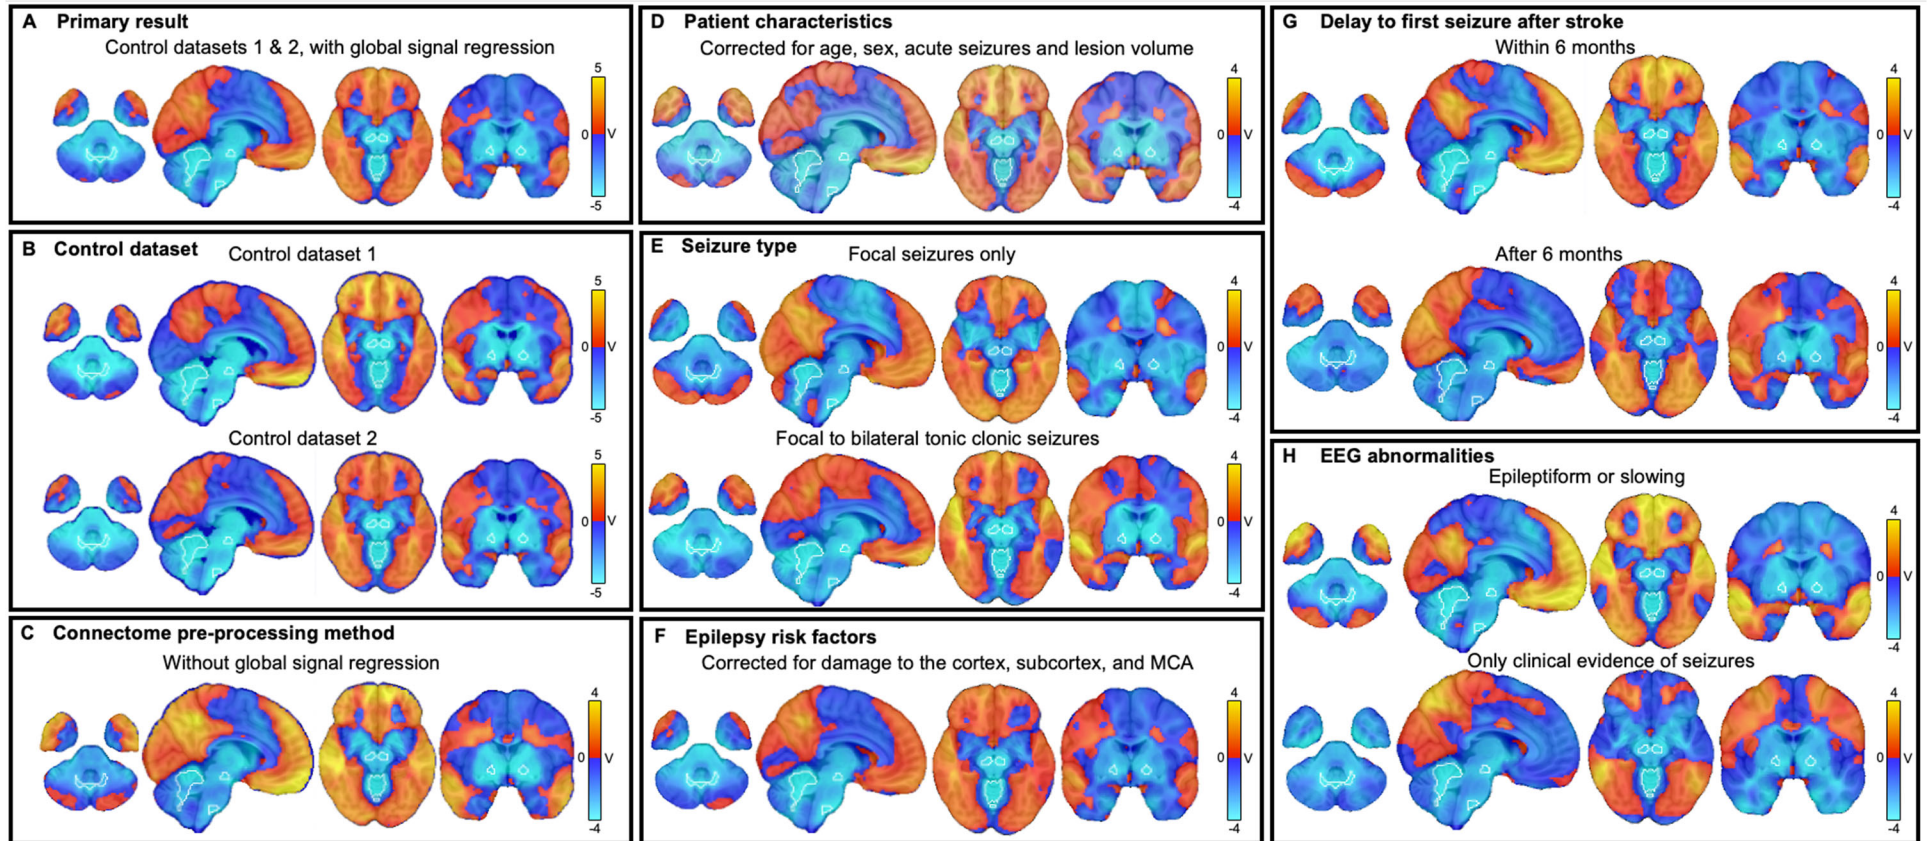 A Primary result
Control datasets 1 & 2, with global signal regression
5
0 V
-5
B Control dataset
Control dataset 1
5
0 V
-5
Control dataset 2
5
0 V
-5
C Connectome pre-processing method
Without global signal regression
4
0 V
-4
D Patient characteristics
Corrected for age, sex, acute seizures and lesion volume
4
0 V
-4
E Seizure type
Focal seizures only
4
0 V
-4
Focal to bilateral tonic clonic seizures
4
0 V
-4
F Epilepsy risk factors
Corrected for damage to the cortex, subcortex, and MCA
4
0 V
-4
G Delay to first seizure after stroke
Within 6 months
4
0 V
-4
After 6 months
4
0 V
-4
H EEG abnormalities
Epileptiform or slowing
4
0 V
-4
Only clinical evidence of seizures
4
0 V
-4